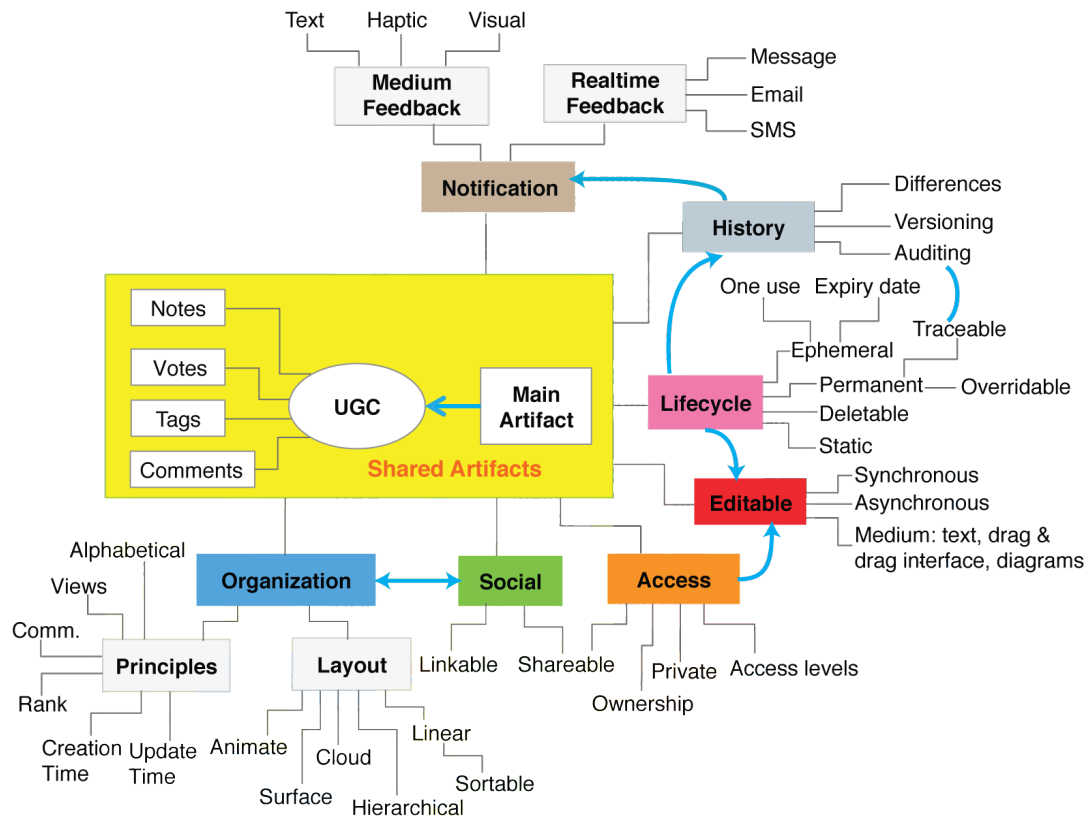 Text
Haptic
Visual
Medium
Feedback
Realtime
Feedback
Message
Email
SMS
Notification
History
Differences
Versioning
Auditing
One use
Expiry date
Traceable
Ephemeral
Permanent
Overridable
Deletable
Static
Lifecycle
Notes
Votes
Tags
Comments
UGC
Main
Artifact
Shared Artifacts
Editable
Synchronous
Asynchronous
Medium: text, drag &
drag interface, diagrams
Organization
Social
Access
Alphabetical
Views
Comm.
Principles
Rank
Creation
Time
Update
Time
Layout
Animate
Surface
Cloud
Hierarchical
Linear
Sortable
Linkable
Shareable
Ownership
Private
Access levels